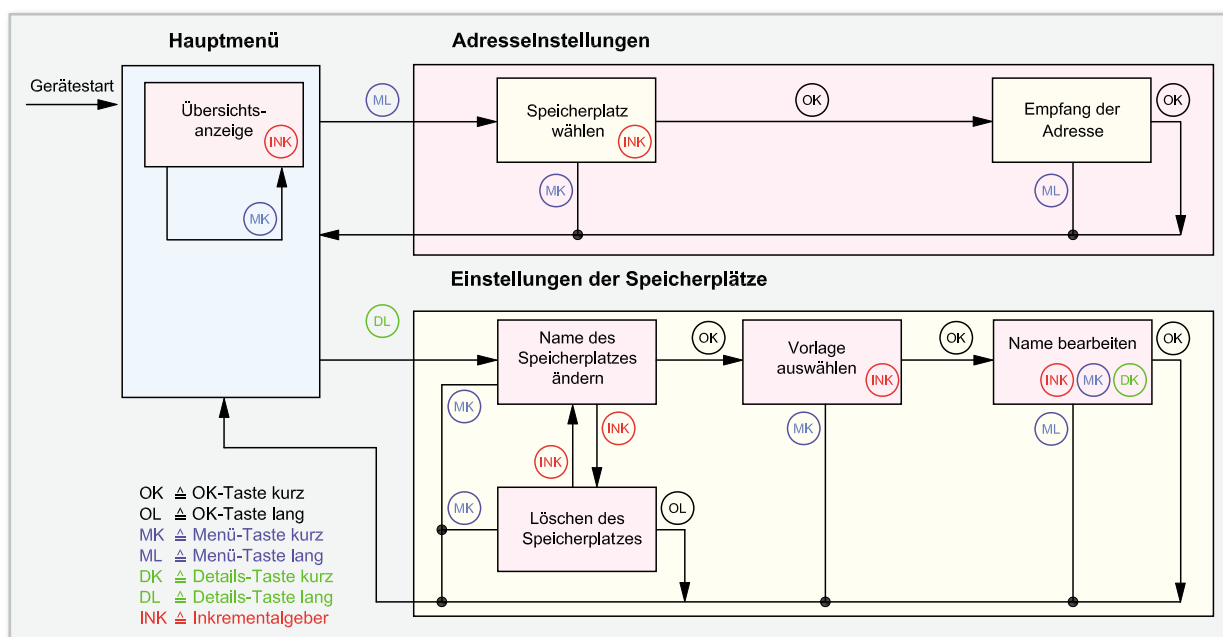 Hauptmenü
Adresseinstellungen
Gerätestart
Übersichts-
anzeige
INK
MK
ML
Speicherplatz
wählen
INK
OK
Empfang der
Adresse
OK
MK
ML
Einstellungen der Speicherplätze
DL
Name des
Speicherplatzes
ändern
OK
Vorlage
auswählen
INK
OK
Name bearbeiten
INK MK DK
OK
MK
INK
MK
ML
INK
MK
Löschen des
Speicherplatzes
OL
OK ≙ OK-Taste kurz
OL ≙ OK-Taste lang
MK ≙ Menü-Taste kurz
ML ≙ Menü-Taste lang
DK ≙ Details-Taste kurz
DL ≙ Details-Taste lang
INK ≙ Inkrementalgeber